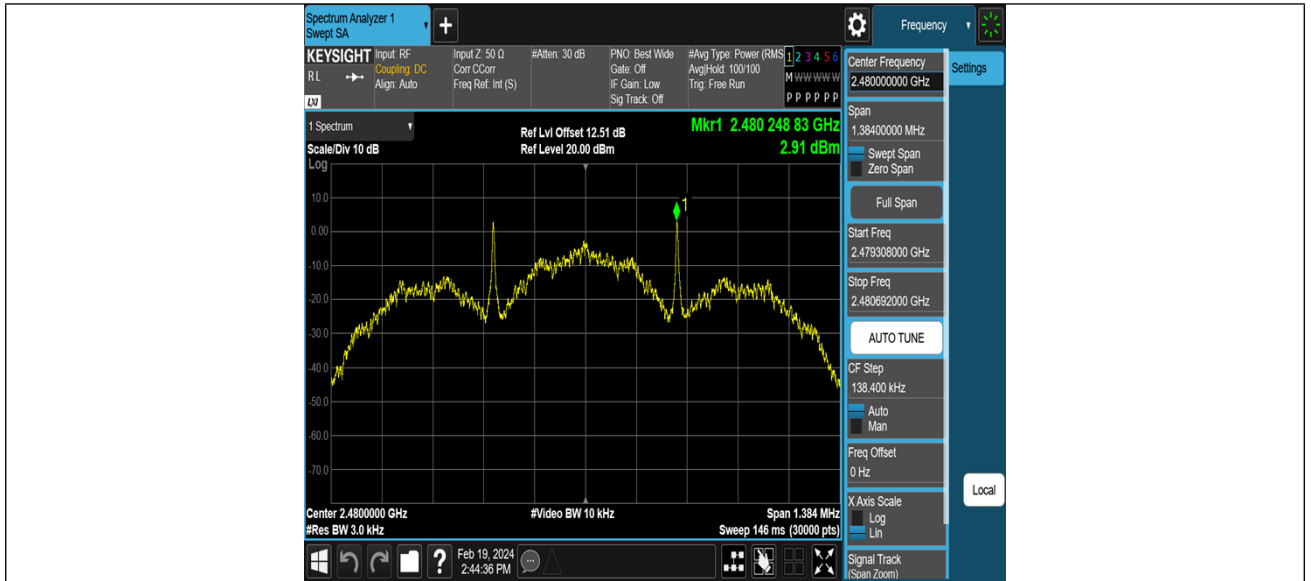 Spectrum Analyzer 1
Swept SA
Frequency
KEYSIGHT
R L
LXI
Input: RF
Coupling: DC
Align: Auto
Input Z: 50 Ω
Corr CCorr
Freq Ref: Int (S)
#Atten: 30 dB
PNO: Best Wide
Gate: Off
IF Gain: Low
Sig Track: Off
#Avg Type: Power (RMS
Avg|Hold: 100/100
Trig: Free Run
1 2 3 4 5 6
M W W W W W
P P P P P P
1 Spectrum
Scale/Div 10 dB
Log
Ref Lvl Offset 12.51 dB
Ref Level 20.00 dBm
Mkr1 2.480 248 83 GHz
2.91 dBm
1
10.0
0.00
-10.0
-20.0
-30.0
-40.0
-50.0
-60.0
-70.0
Center 2.4800000 GHz
#Res BW 3.0 kHz
#Video BW 10 kHz
Span 1.384 MHz
Sweep 146 ms (30000 pts)
?
Feb 19, 2024
2:44:36 PM
Center Frequency
2.480000000 GHz
Settings
Span
1.38400000 MHz
Swept Span
Zero Span
Full Span
Start Freq
2.479308000 GHz
Stop Freq
2.480692000 GHz
AUTO TUNE
CF Step
138.400 kHz
Auto
Man
Freq Offset
0 Hz
X Axis Scale
Log
Lin
Local
Signal Track
(Span Zoom)